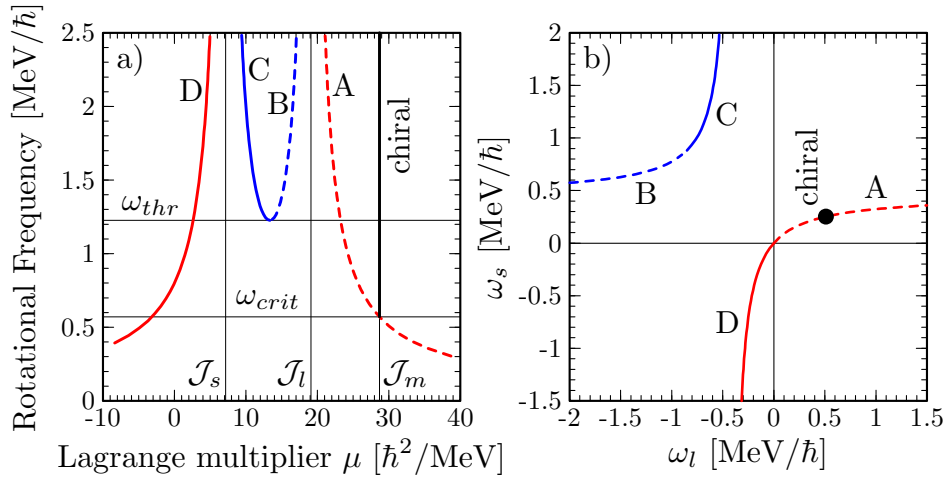 a)
Rotational Frequency [MeV/ħ]
2.5
2
1.5
1
0.5
0
D
C
B
A
chiral
ω_thr
ω_crit
𝒥_s
𝒥_l
𝒥_m
-10 0 10 20 30 40
Lagrange multiplier μ [ħ²/MeV]
b)
ω_s [MeV/ħ]
2
1.5
1
0.5
0
-0.5
-1
-1.5
C
B
chiral
A
D
-2 -1.5 -1 -0.5 0 0.5 1 1.5
ω_l [MeV/ħ]